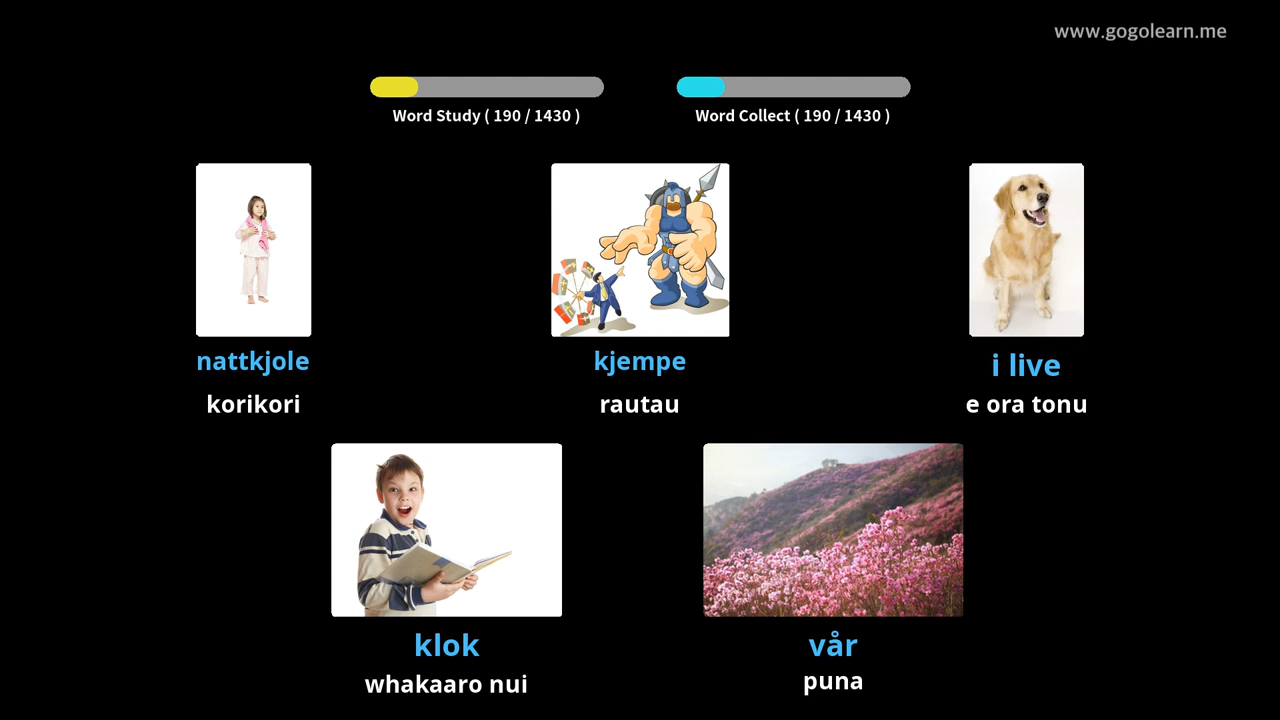 www.gogolearn.me
Word Study ( 190 / 1430 )
Word Collect ( 190 / 1430 )
nattkjole
korikori
kjempe
rautau
i live
e ora tonu
klok
whakaaro nui
vår
puna